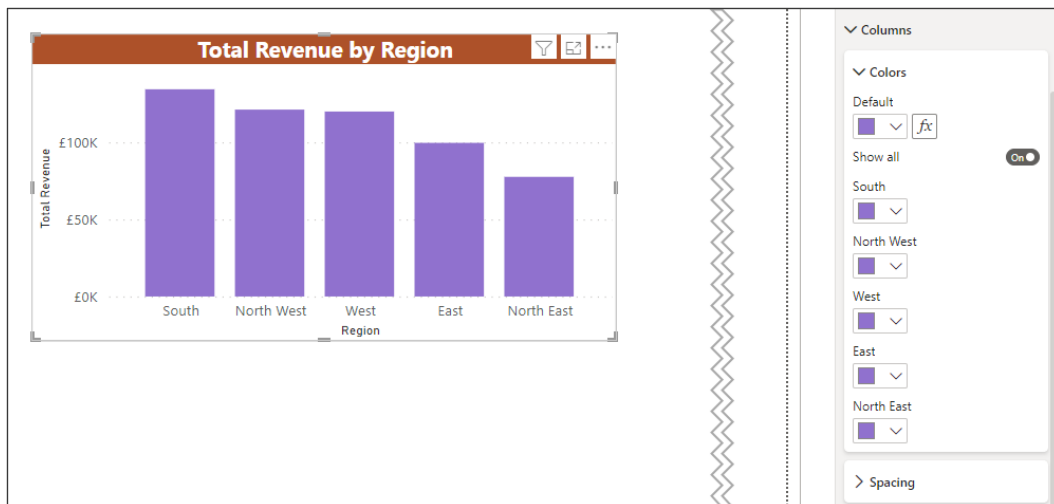 Total Revenue by Region
Total Revenue
£100K
£50K
£0K
South North West West East North East
Region
Columns
Colors
Default
fx
Show all On
South
North West
West
East
North East
Spacing